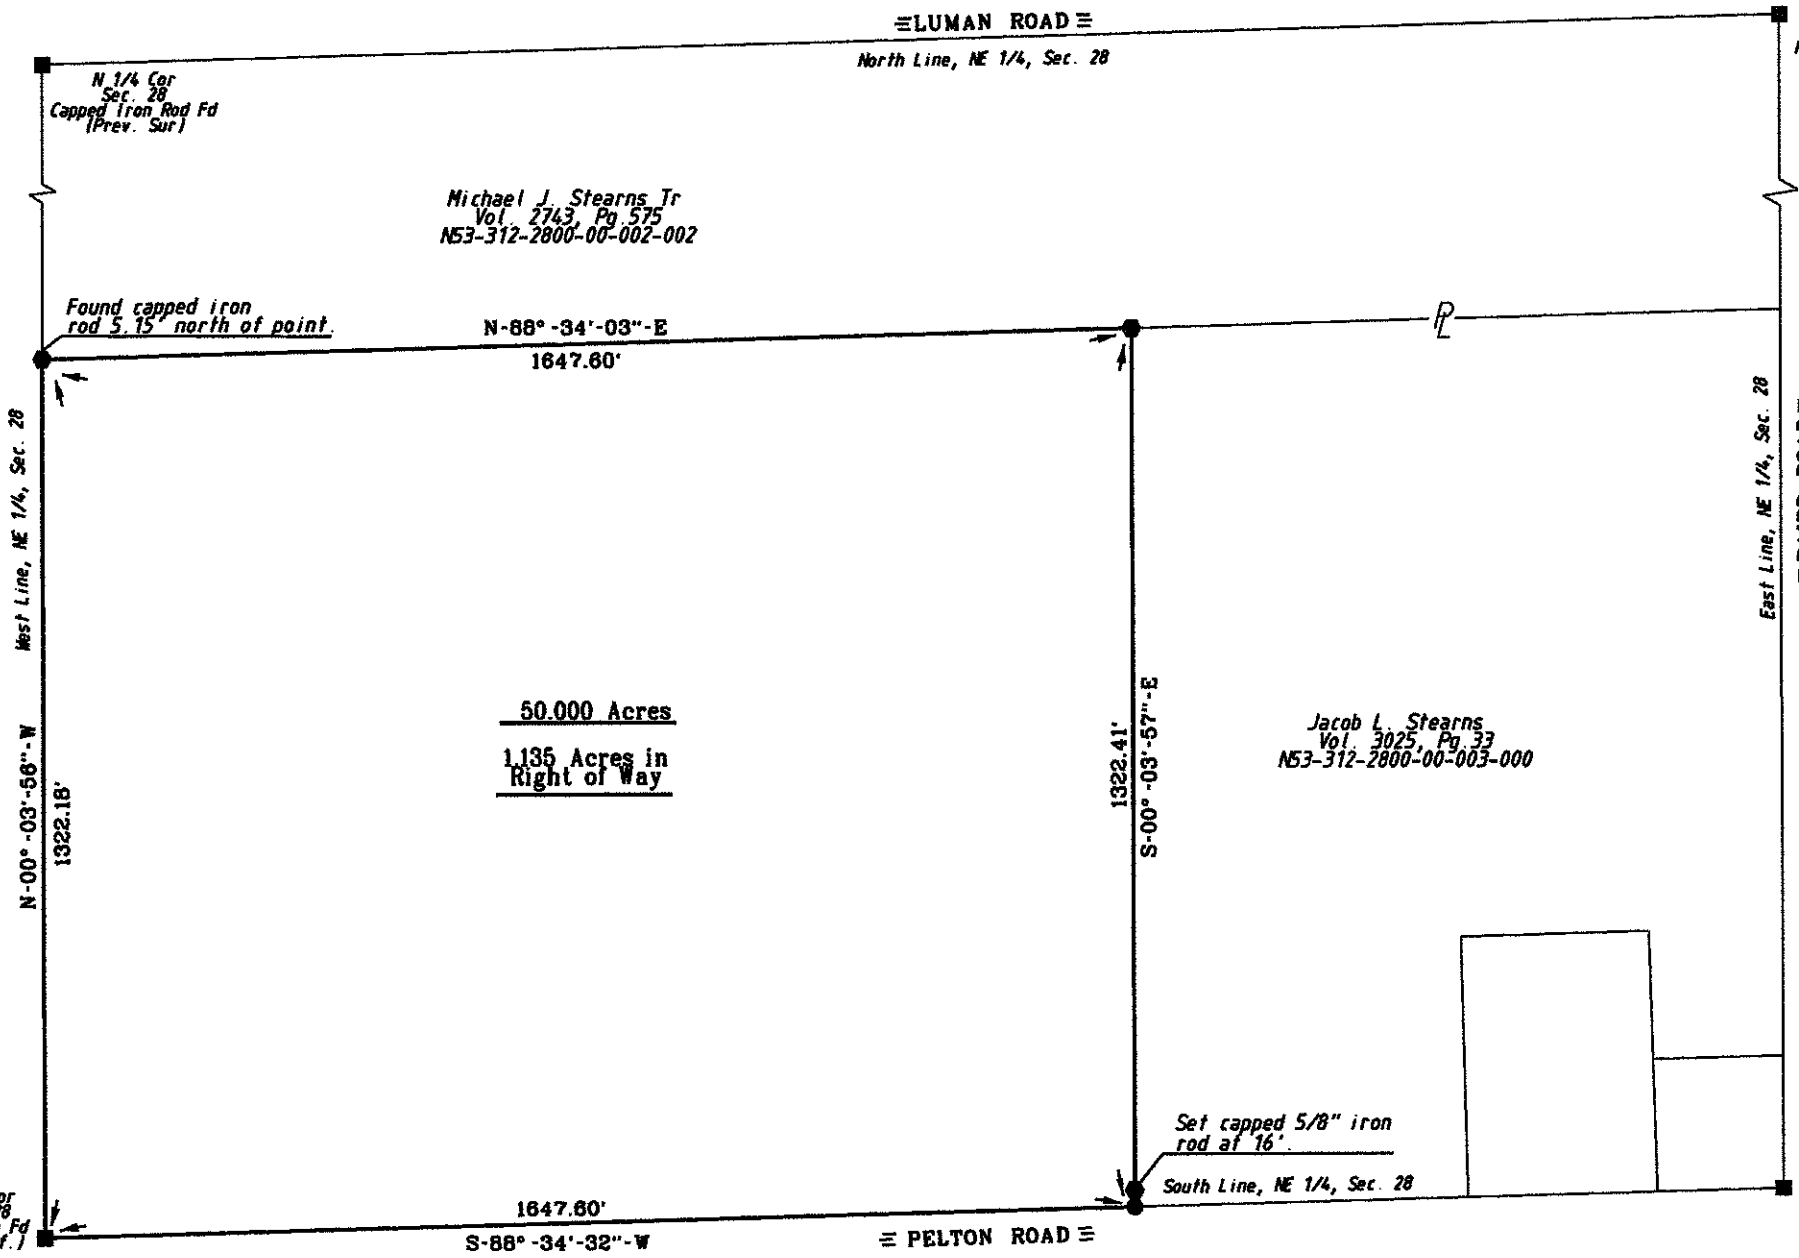 LUMAN ROAD
North Line, NE 1/4, Sec. 28
N 1/4 Cor
Sec. 28
Capped Iron Rod Fd
(Prev. Sur)
Michael J. Stearns Tr
Vol. 2743, Pg.575
N53-312-2800-00-002-002
Found capped iron
rod 5.15' north of point.
N-88°-34'-03"-E
1647.60'
PL
West Line, NE 1/4, Sec. 28
N-00°-03'-56"-W
1322.18'
50.000 Acres
1.135 Acres in
Right of Way
1322.41'
S-00°-03'-57"-E
Jacob L. Stearns
Vol. 3025, Pg.33
N53-312-2800-00-003-000
East Line, NE 1/4, Sec. 28
Set capped 5/8" iron
rod at 16'.
South Line, NE 1/4, Sec. 28
Fd
1647.60'
S-88°-34'-32"-W
PELTON ROAD